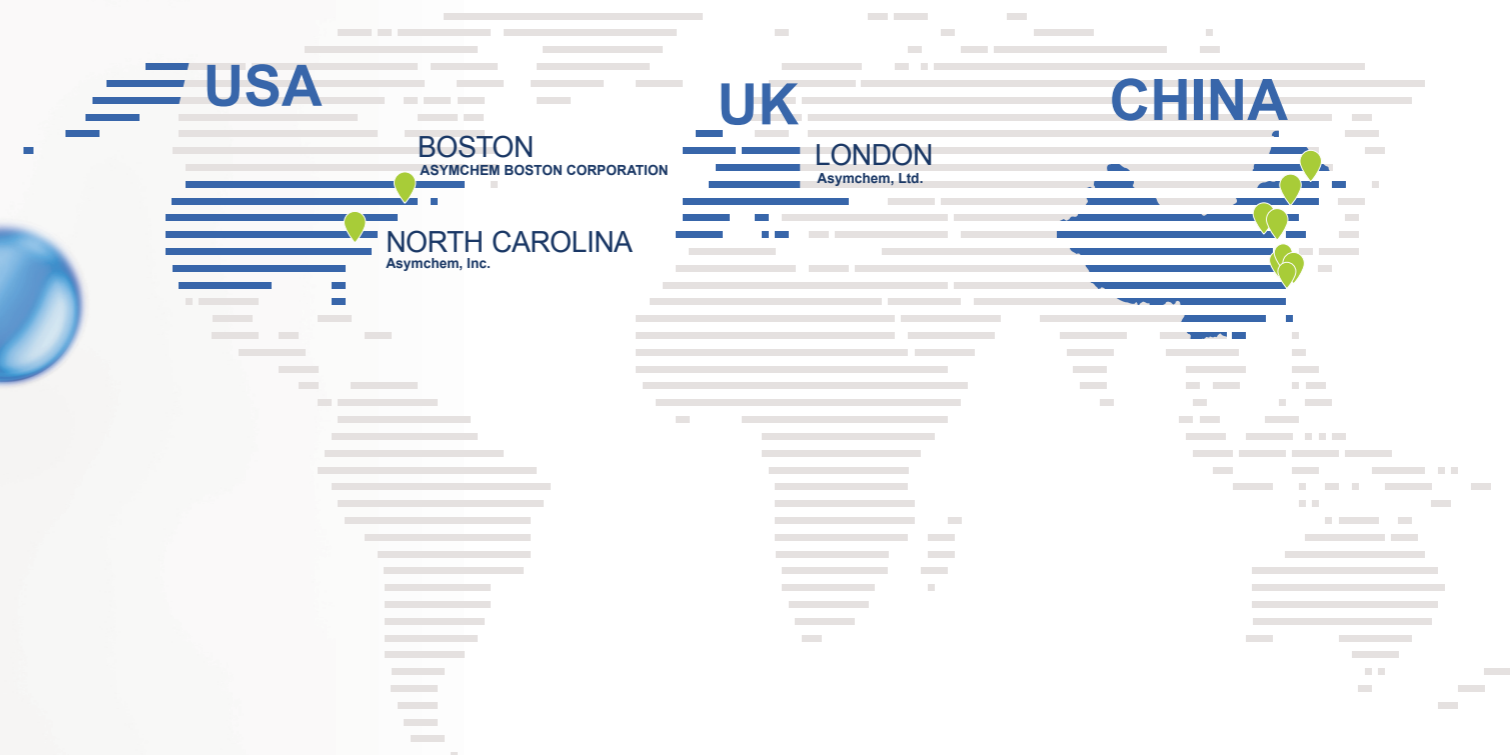 USA
BOSTON
ASYMCHEM BOSTON CORPORATION
NORTH CAROLINA
Asymchem, Inc.
UK
LONDON
Asymchem, Ltd.
CHINA